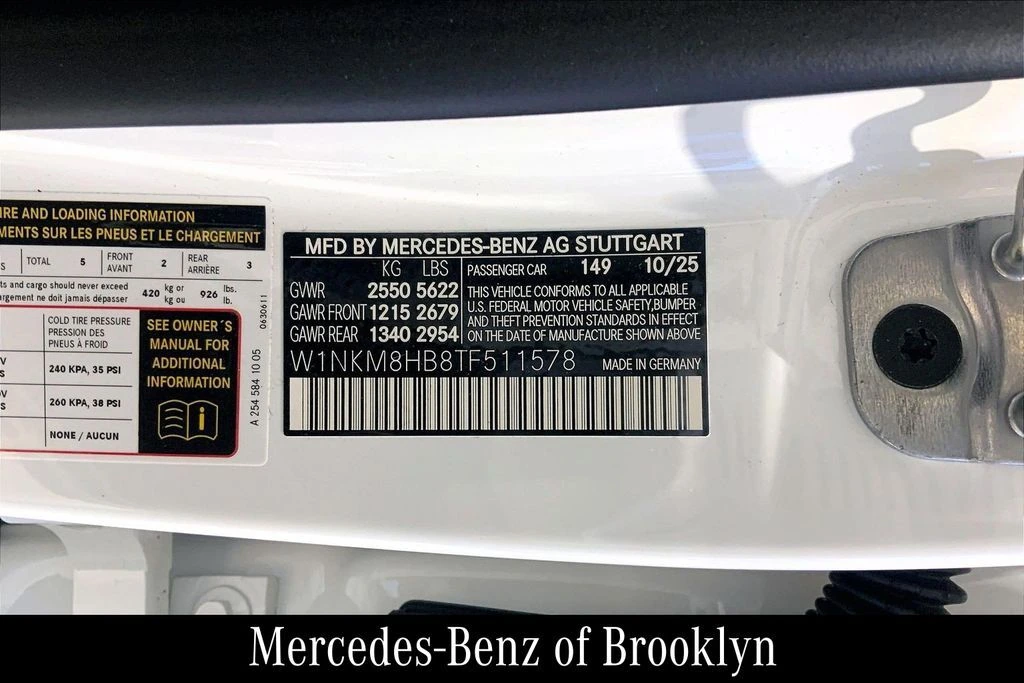 IRE AND LOADING INFORMATION
MENTS SUR LES PNEUS ET LE CHARGEMENT
S TOTAL 5 FRONT AVANT 2 REAR ARRIÈRE 3
ts and cargo should never exceed 420 kg or 926 lbs.
rgement ne doit jamais dépasser kg ou lb.
COLD TIRE PRESSURE
PRESSION DES
PNEUS À FROID
V
S 240 KPA, 35 PSI
V
S 260 KPA, 38 PSI
NONE / AUCUN
SEE OWNER´S
MANUAL FOR
ADDITIONAL
INFORMATION
0630611
A 254 584 10 05
MFD BY MERCEDES-BENZ AG STUTTGART
KG LBS
GVWR 2550 5622
GAWR FRONT 1215 2679
GAWR REAR 1340 2954
PASSENGER CAR 149 10/25
THIS VEHICLE CONFORMS TO ALL APPLICABLE
U.S. FEDERAL MOTOR VEHICLE SAFETY,BUMPER
AND THEFT PREVENTION STANDARDS IN EFFECT
ON THE DATE OF MANUFACTURE SHOWN ABOVE
W1NKM8HB8TF511578 MADE IN GERMANY
Mercedes-Benz of Brooklyn